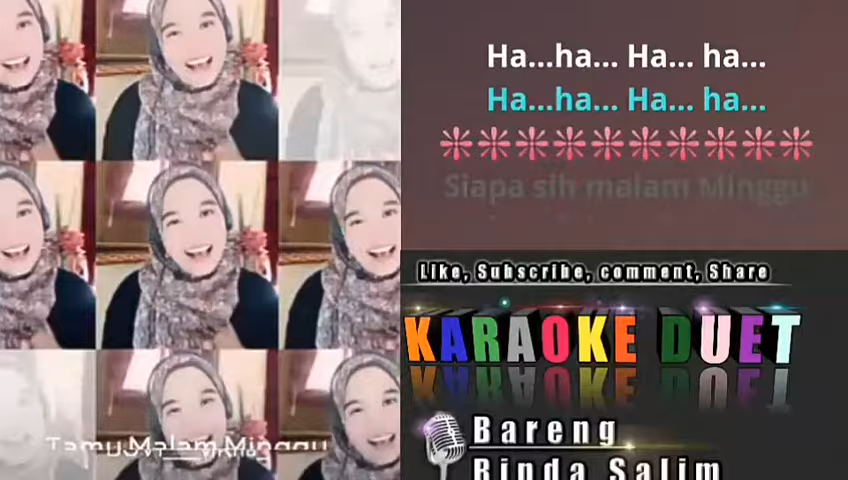 Ha...ha... Ha... ha...
Ha...ha... Ha... ha...
Siapa sih malam Minggu
Like, Subscribe, comment, Share
KARAOKE DUET
Bareng
Rinda Salim
Tamu Malam Minggu